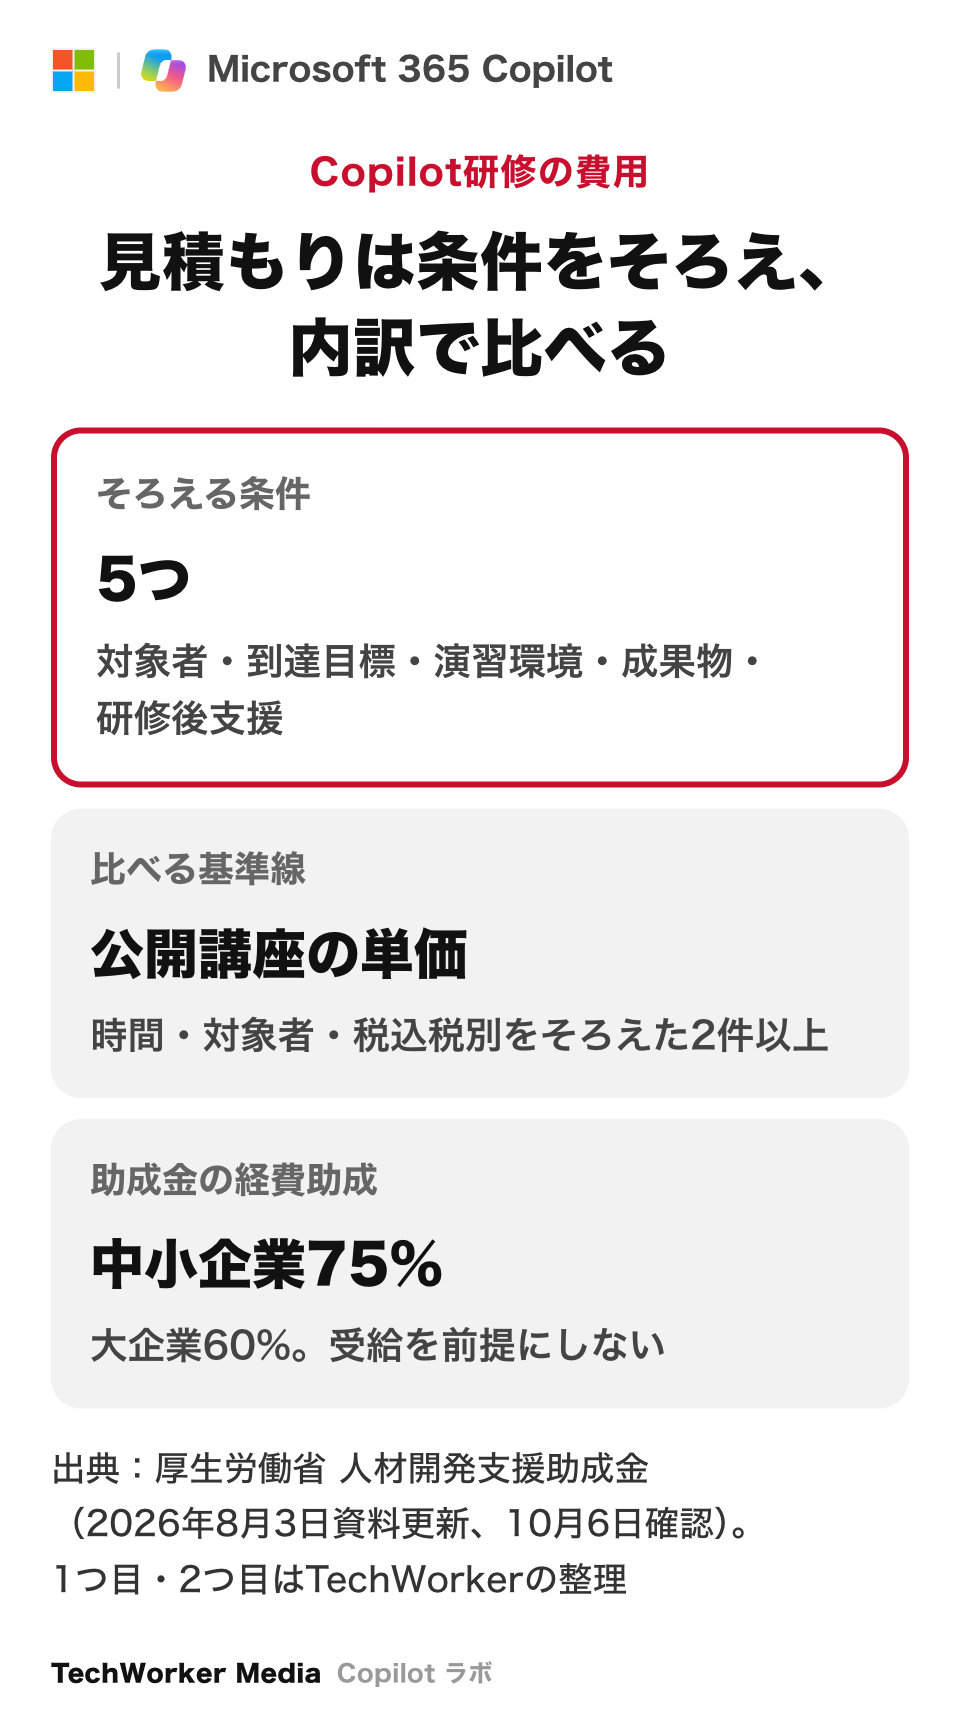 Microsoft 365 Copilot
Copilot研修の費用
見積もりは条件をそろえ、
内訳で比べる
そろえる条件
5つ
対象者・到達目標・演習環境・成果物・
研修後支援
比べる基準線
公開講座の単価
時間・対象者・税込税別をそろえた2件以上
助成金の経費助成
中小企業75%
大企業60%。受給を前提にしない
出典：厚生労働省 人材開発支援助成金
（2026年8月3日資料更新、10月6日確認）。
1つ目・2つ目はTechWorkerの整理
TechWorker Media Copilot ラボ